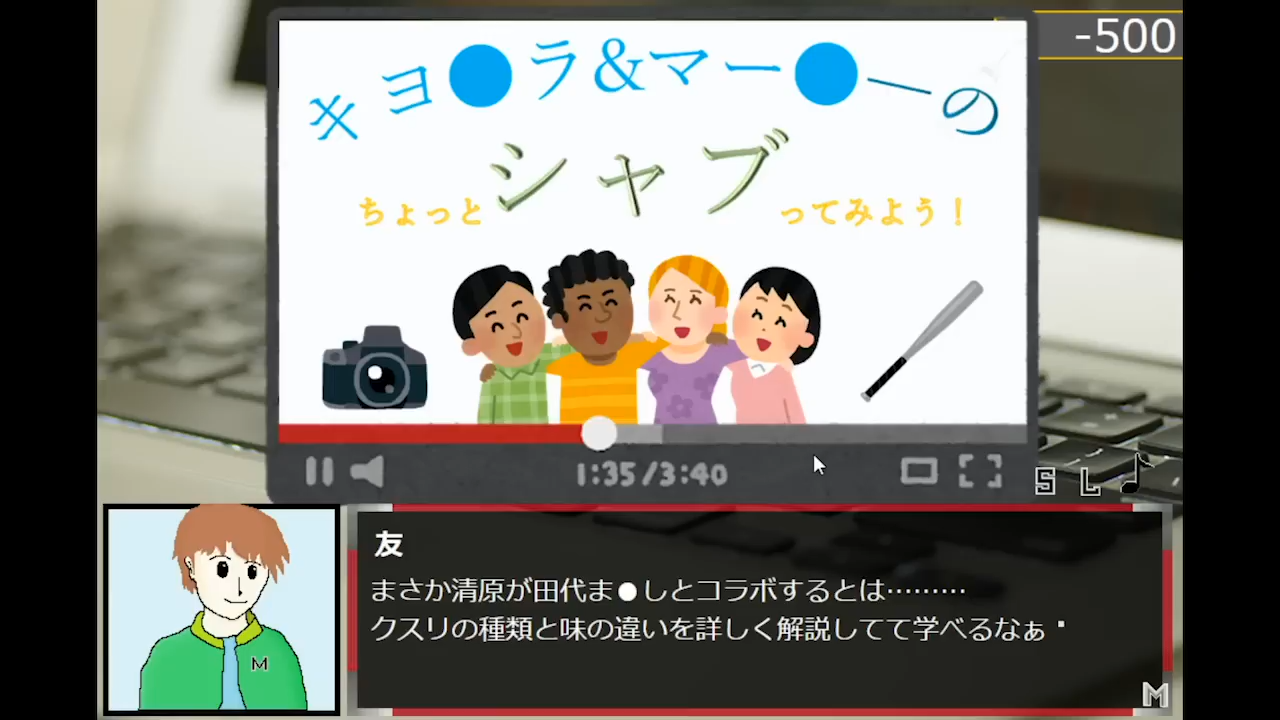 -500
キヨ●ラ&マー●ーの
ちょっとシャブってみよう!
1:35/3:40
S L
友
まさか清原が田代ま●しとコラボするとは………
クスリの種類と味の違いを詳しく解説してて学べるなぁ
M
M